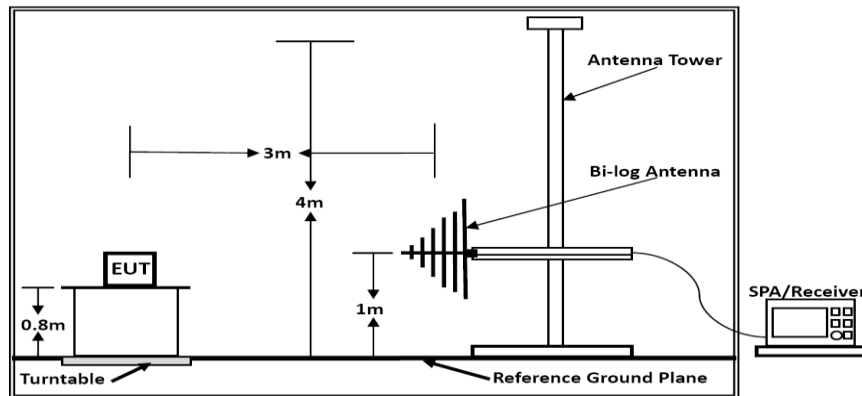 Antenna Tower
3m
Bi-log Antenna
4m
EUT
1m
0.8m
SPA/Receiver
Turntable
Reference Ground Plane